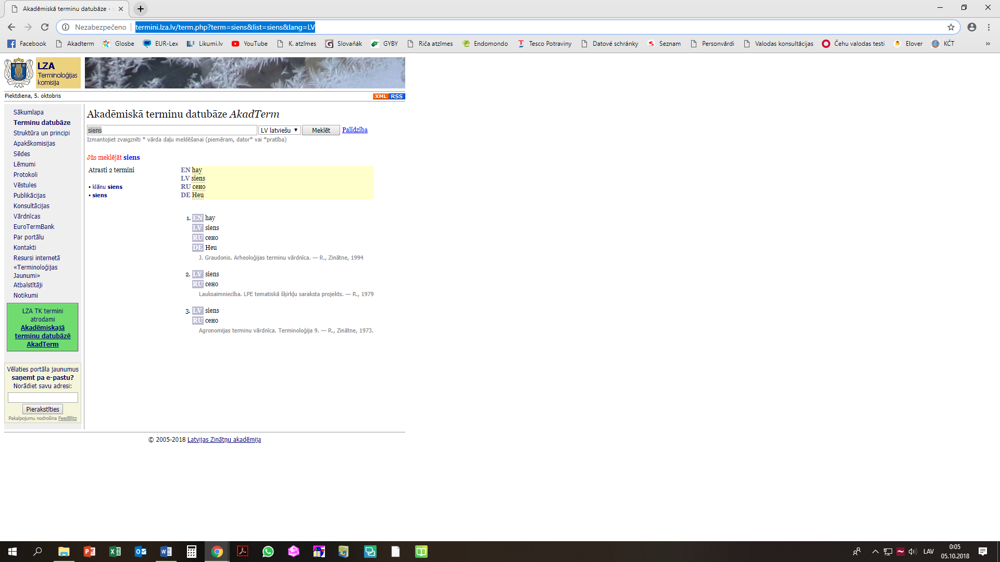 Akadēmiskā terminu datubāze - s
Nezabezpečeno
termini.lza.lv/term.php?term=siens&list=siens&lang=LV
Facebook Akadterm Glosbe EUR-Lex Likumi.lv YouTube K. atzīmes Slovaňák GYBY Riča atzīmes Endomondo Tesco Potraviny Datové schránky Seznam Personvārdi Valodas konsultācijas Čehu valodas testi Elover KČT »
LZA
Terminoloģijas
komisija
Piektdiena, 5. oktobris
XML RSS
Sākumlapa
Terminu datubāze
Struktūra un principi
Apakškomisijas
Sēdes
Lēmumi
Protokoli
Vēstules
Publikācijas
Konsultācijas
Vārdnīcas
EuroTermBank
Par portālu
Kontakti
Resursi internetā
«Terminoloģijas
Jaunumi»
Atbalstītāji
Notikumi
LZA TK termini
atrodami
Akadēmiskajā
terminu datubāzē
AkadTerm
Vēlaties portāla jaunumus
saņemt pa e-pastu?
Norādiet savu adresi:
Pierakstīties
Pakalpojumu nodrošina FeedBlitz
Akadēmiskā terminu datubāze AkadTerm
siens
LV latviešu
Meklēt
Palīdzība
Izmantojiet zvaigznīti * vārda daļu meklēšanai (piemēram, dator* vai *pratība)
Jūs meklējāt siens
Atrasti 2 termini
▪ klānu siens
▪ siens
EN hay
LV siens
RU сено
DE Heu
1. EN hay
LV siens
RU сено
DE Heu
J. Graudonis. Arheoloģijas terminu vārdnīca. — R., Zinātne, 1994
2. LV siens
RU сено
Lauksaimniecība. LPE tematiskā šķirkļu saraksta projekts. — R., 1979
3. LV siens
RU сено
Agronomijas terminu vārdnīca. Terminoloģija 9. — R., Zinātne, 1973.
© 2005-2018 Latvijas Zinātņu akadēmija
LAV
0:05
05.10.2018